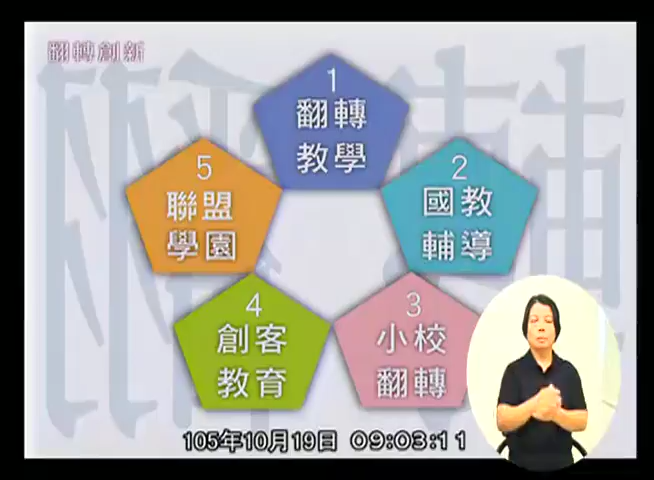 翻轉創新
1
翻轉
教學
2
國教
輔導
3
小校
翻轉
4
創客
教育
5
聯盟
學園
105年10月19日 09:03:11